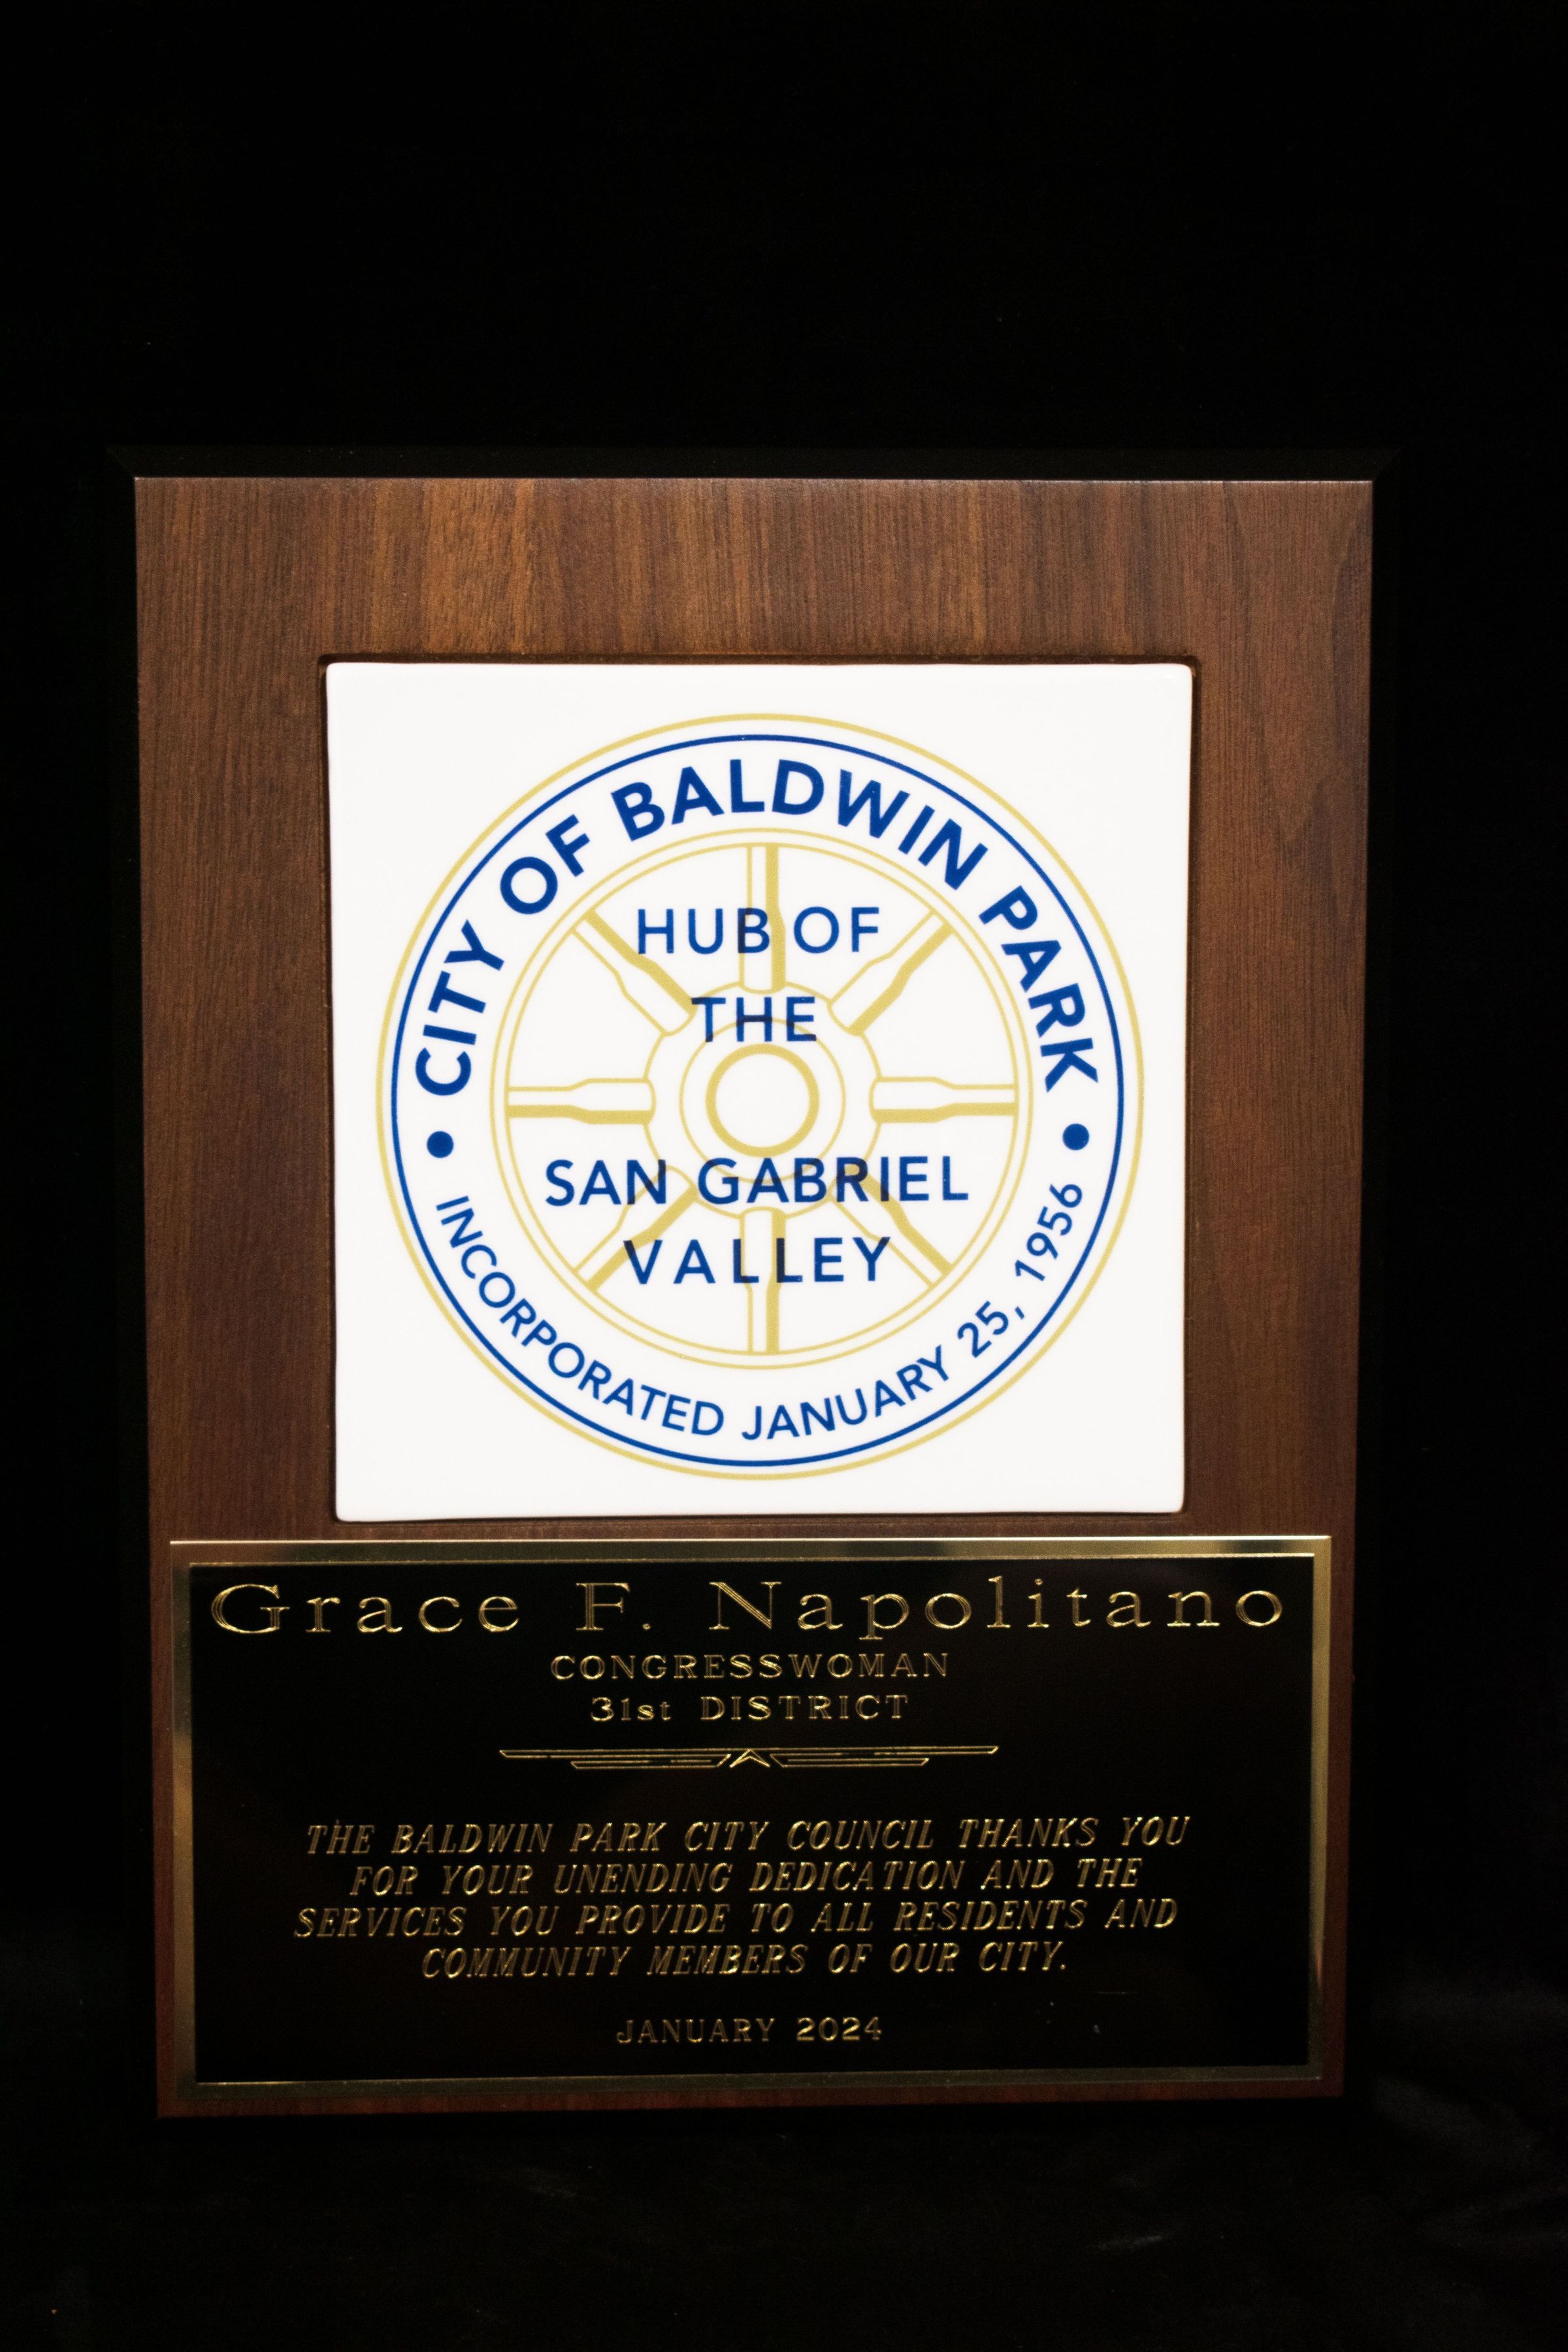 CITY OF BALDWIN PARK
HUB OF
THE
SAN GABRIEL
VALLEY
INCORPORATED JANUARY 25, 1956
Grace F. Napolitano
CONGRESSWOMAN
31st DISTRICT
THE BALDWIN PARK CITY COUNCIL THANKS YOU
FOR YOUR UNENDING DEDICATION AND THE
SERVICES YOU PROVIDE TO ALL RESIDENTS AND
COMMUNITY MEMBERS OF OUR CITY.
JANUARY 2024